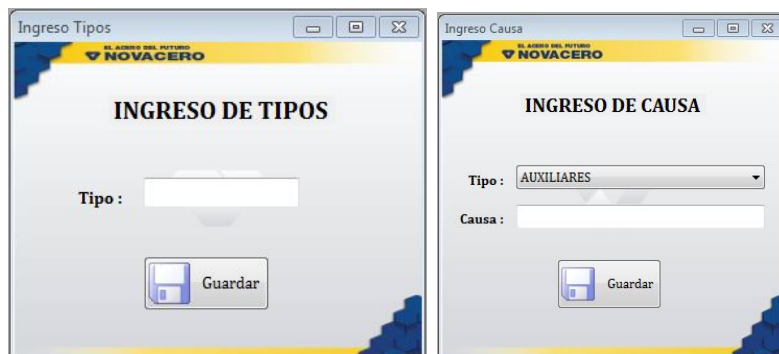 Ingreso Tipos
EL ACERO DEL FUTURO
NOVACERO
INGRESO DE TIPOS
Tipo :
Guardar
Ingreso Causa
EL ACERO DEL FUTURO
NOVACERO
INGRESO DE CAUSA
Tipo : AUXILIARES
Causa :
Guardar